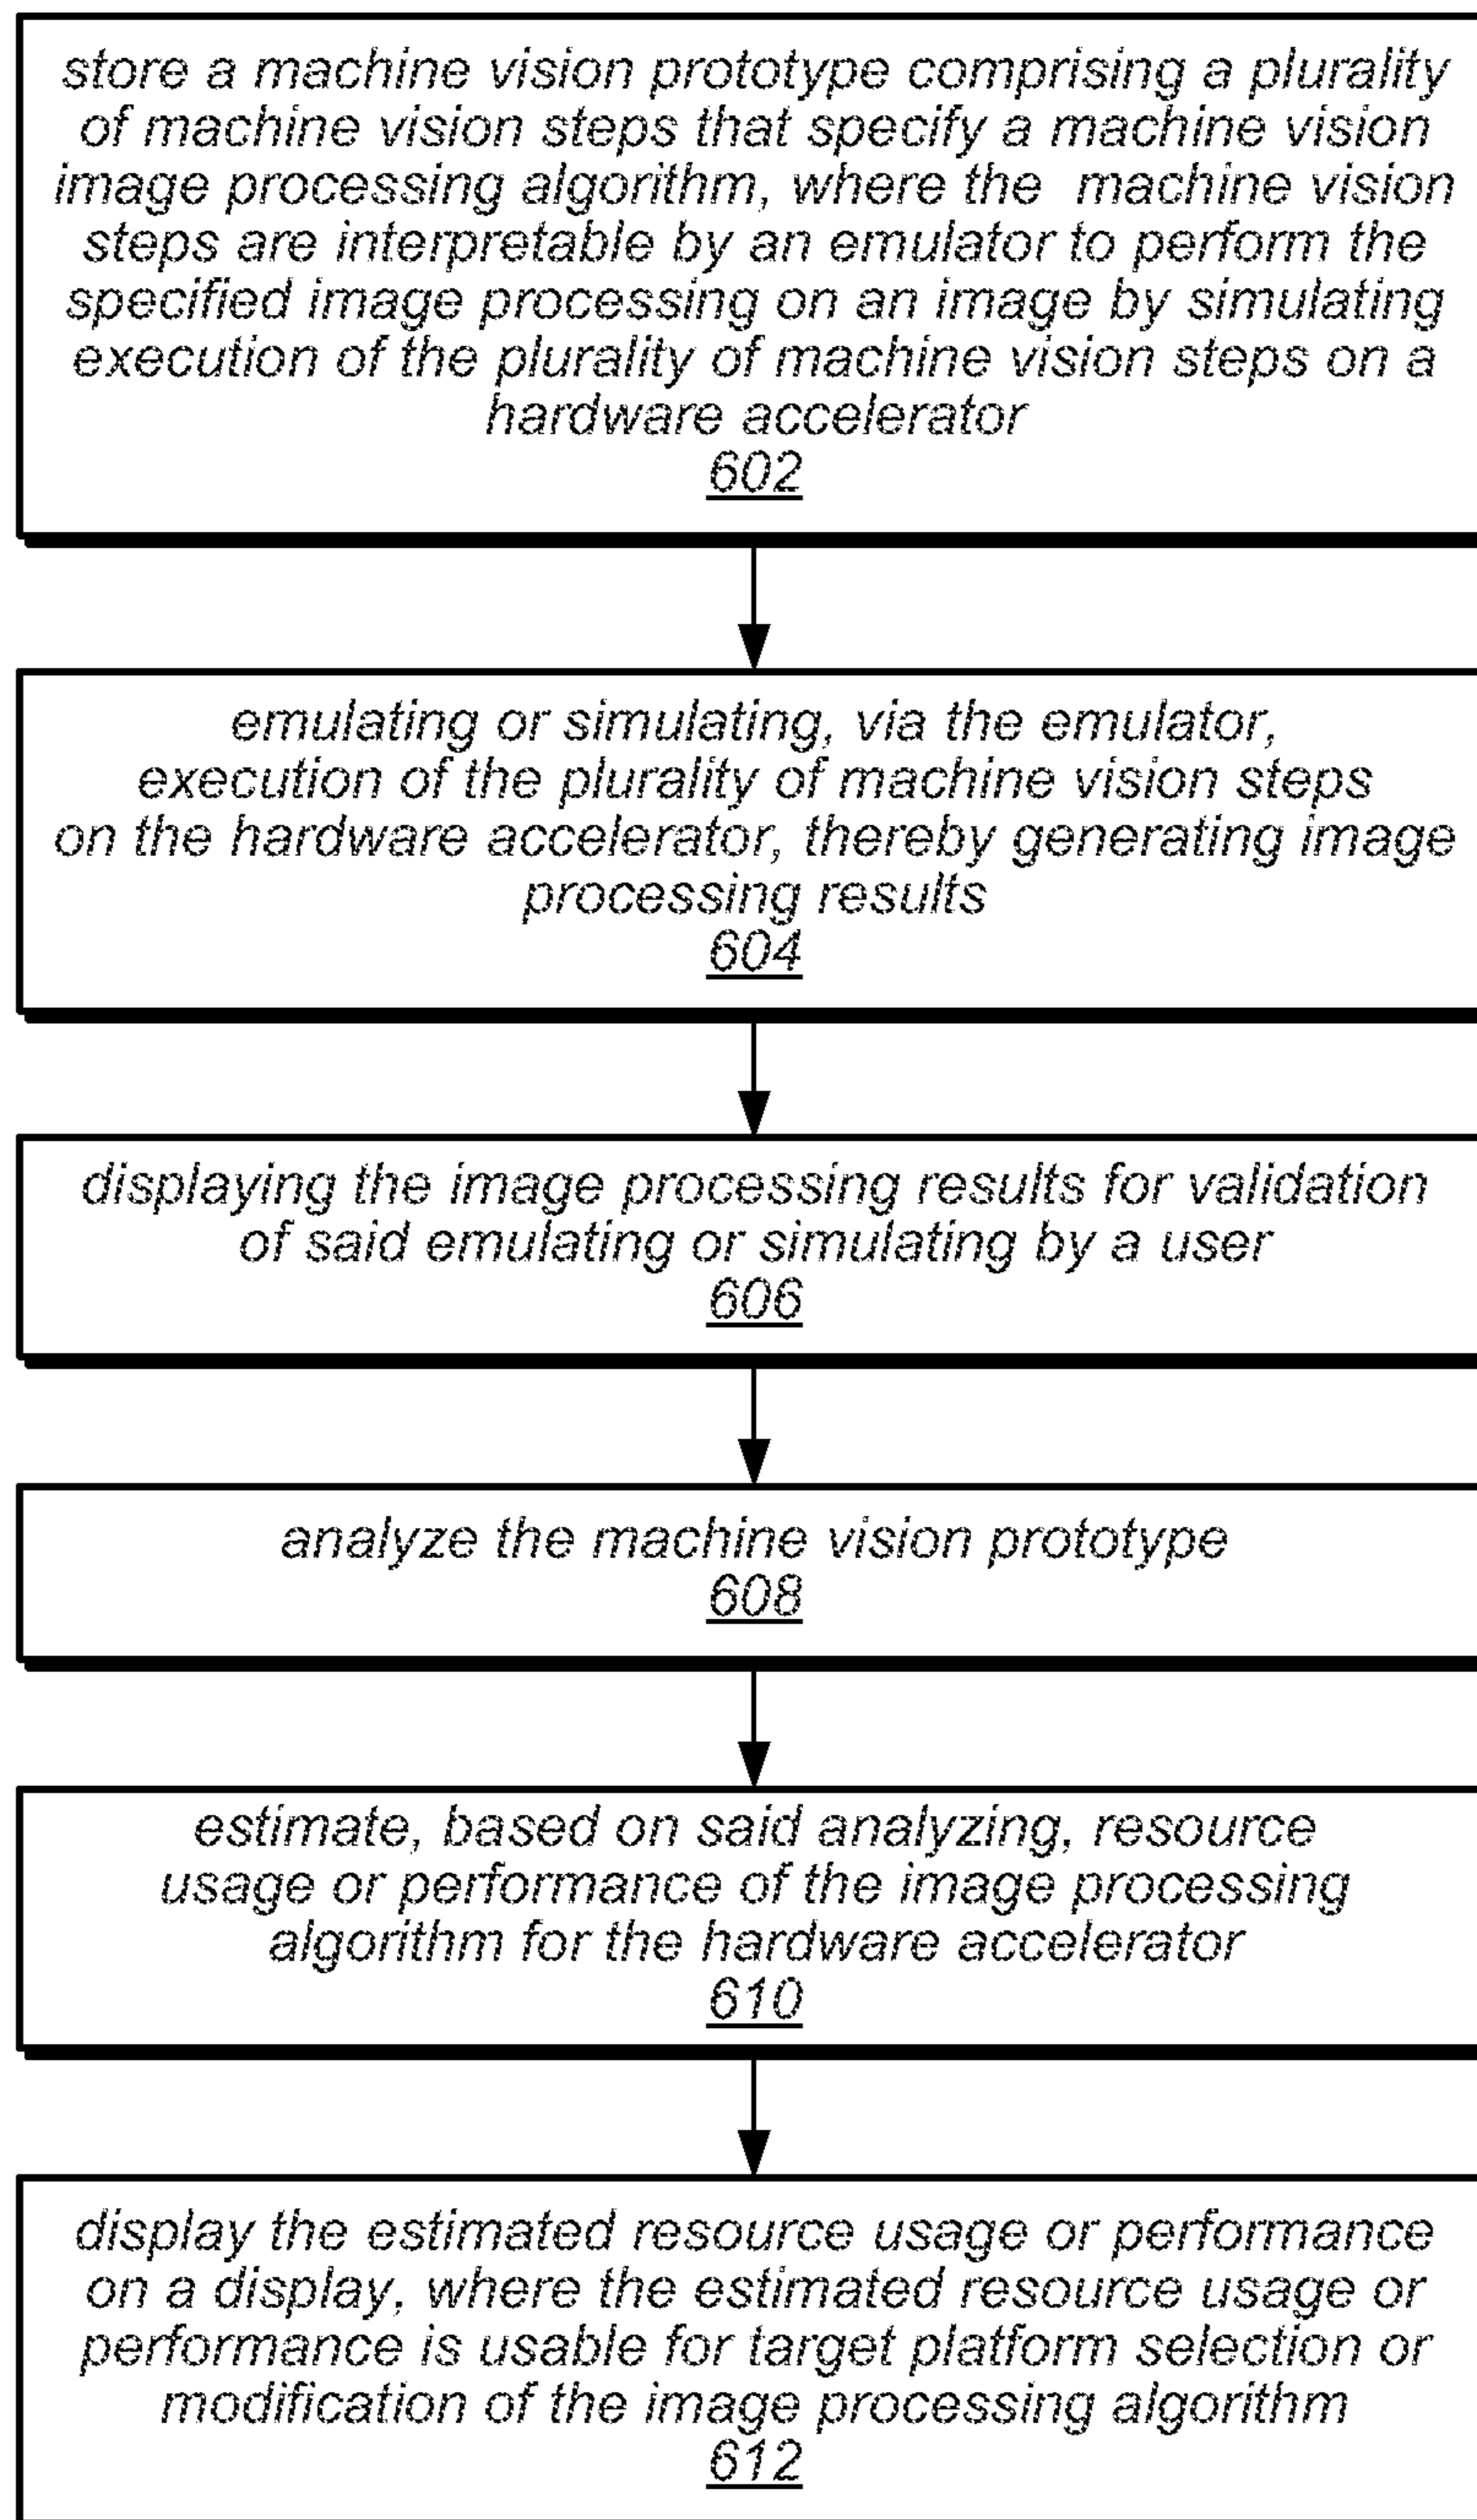 store a machine vision prototype comprising a plurality
of machine vision steps that specify a machine vision
image processing algorithm, where the machine vision
steps are interpretable by an emulator to perform the
specified image processing on an image by simulating
execution of the plurality of machine vision steps on a
hardware accelerator
602
emulating or simulating, via the emulator,
execution of the plurality of machine vision steps
on the hardware accelerator, thereby generating image
processing results
604
displaying the image processing results for validation
of said emulating or simulating by a user
606
analyze the machine vision prototype
608
estimate, based on said analyzing, resource
usage or performance of the image processing
algorithm for the hardware accelerator
610
display the estimated resource usage or performance
on a display, where the estimated resource usage or
performance is usable for target platform selection or
modification of the image processing algorithm
612